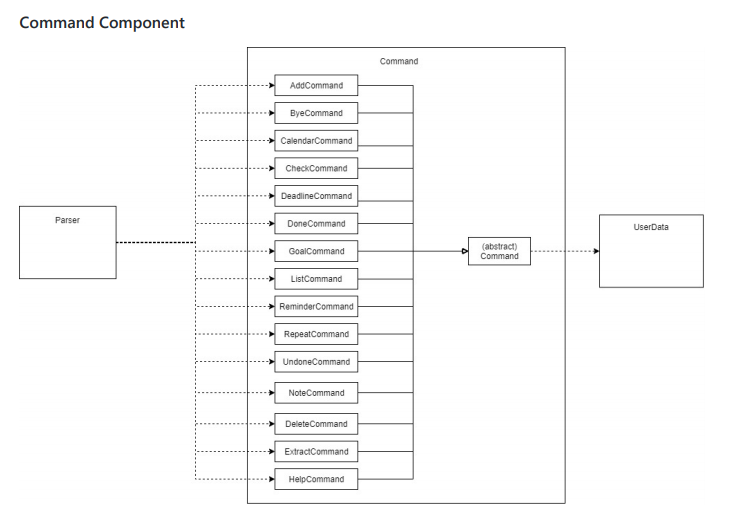 Command Component
Command
AddCommand
ByeCommand
CalendarCommand
CheckCommand
DeadlineCommand
DoneCommand
GoalCommand
ListCommand
ReminderCommand
RepeatCommand
UndoneCommand
NoteCommand
DeleteCommand
ExtractCommand
HelpCommand
Parser
(abstract)
Command
UserData